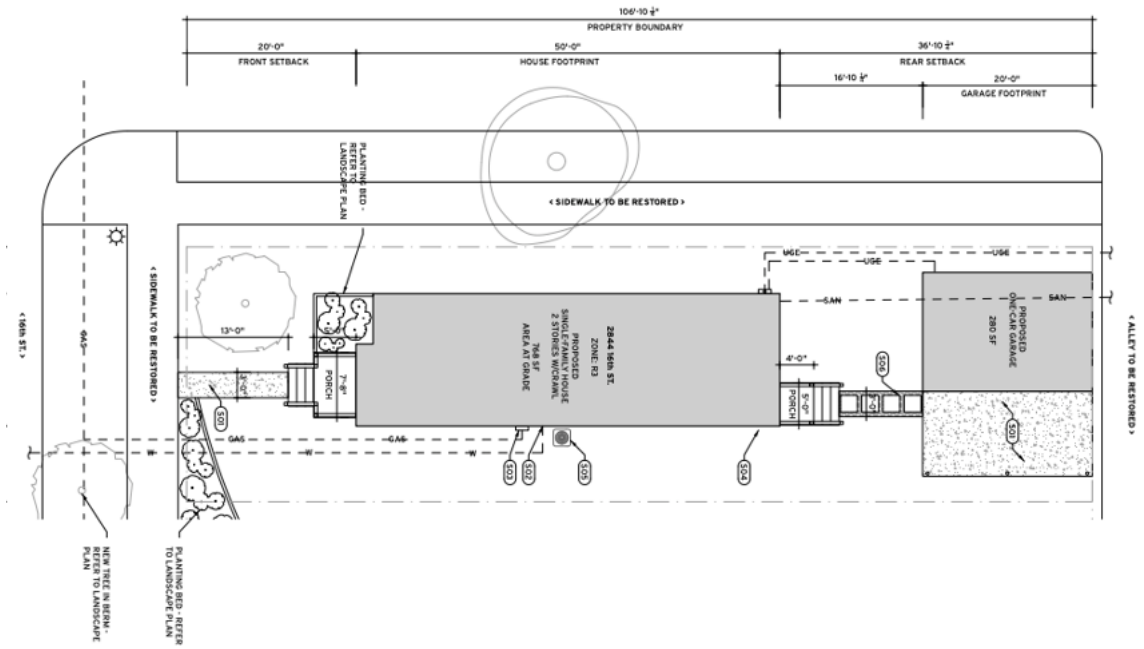 106'-10 ½"
PROPERTY BOUNDARY
20'-0"
FRONT SETBACK
50'-0"
HOUSE FOOTPRINT
36'-10 ½"
REAR SETBACK
16'-10 ½"
20'-0"
GARAGE FOOTPRINT
PLANTING BED -
REFER TO
LANDSCAPE PLAN
< SIDEWALK TO BE RESTORED >
< SIDEWALK TO BE RESTORED >
< 16th ST. >
GAS
UGE
UGE
UGE
SAN
SAN
PROPOSED
ONE-CAR GARAGE
280 SF
< ALLEY TO BE RESTORED >
13'-0"
3'-0"
S01
PORCH
7'-8"
2844 16th ST.
ZONE: R3
PROPOSED
SINGLE-FAMILY HOUSE
2 STORIES W/CRAWL
768 SF
AREA AT GRADE
4'-0"
PORCH
5'-0"
S06
S01
GAS
GAS
W
W
W
S03
S02
S05
S04
NEW TREE IN BERM -
REFER TO LANDSCAPE
PLAN
PLANTING BED - REFER
TO LANDSCAPE PLAN